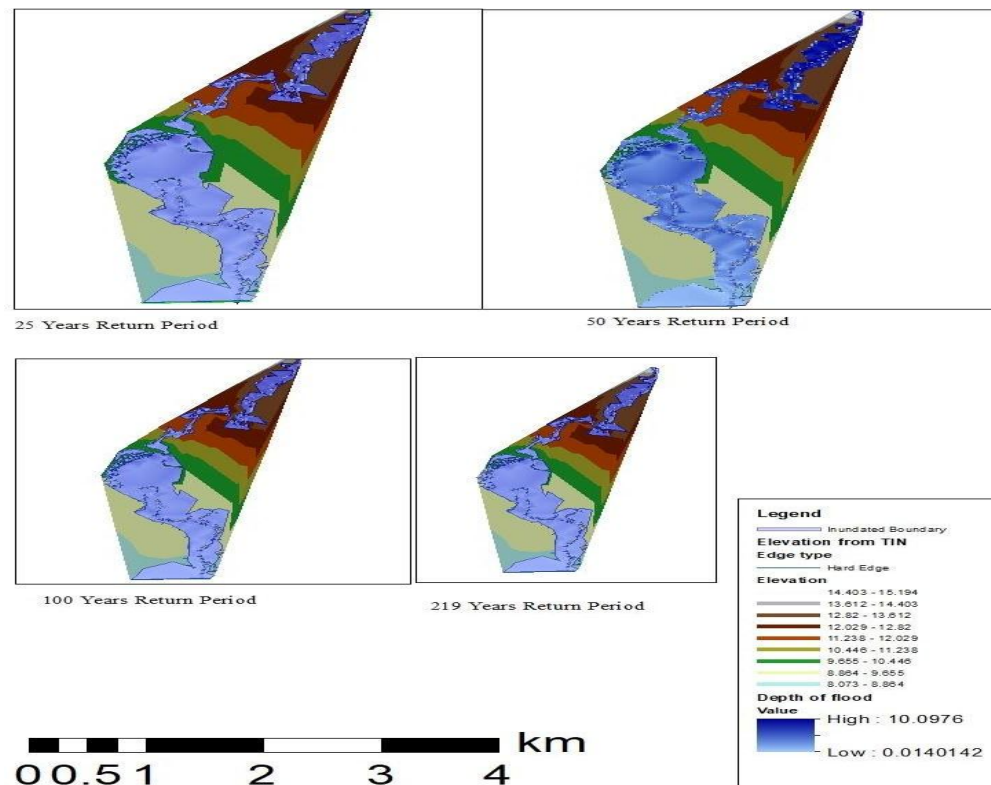 25 Years Return Period
50 Years Return Period
100 Years Return Period
219 Years Return Period
Legend
Inundated Boundary
Elevation from TIN
Edge type
Hard Edge
Elevation
14.403 - 15.194
13.612 - 14.403
12.82 - 13.612
12.029 - 12.82
11.238 - 12.029
10.446 - 11.238
9.655 - 10.446
8.864 - 9.655
8.073 - 8.864
Depth of flood
Value
High : 10.0976
Low : 0.0140142
km
0 0.5 1 2 3 4